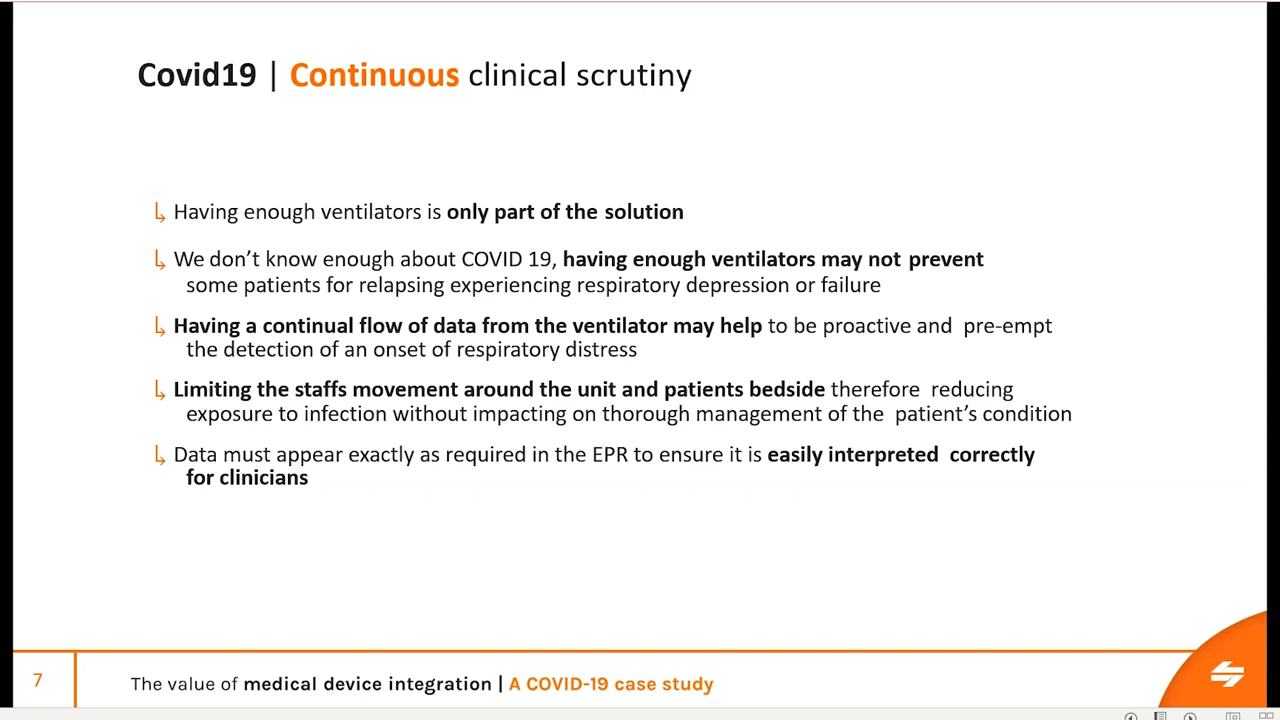 Covid19 | Continuous clinical scrutiny
Having enough ventilators is only part of the solution
We don’t know enough about COVID 19, having enough ventilators may not prevent
some patients for relapsing experiencing respiratory depression or failure
Having a continual flow of data from the ventilator may help to be proactive and pre-empt
the detection of an onset of respiratory distress
Limiting the staffs movement around the unit and patients bedside therefore reducing
exposure to infection without impacting on thorough management of the patient’s condition
Data must appear exactly as required in the EPR to ensure it is easily interpreted correctly
for clinicians
7
The value of medical device integration | A COVID-19 case study